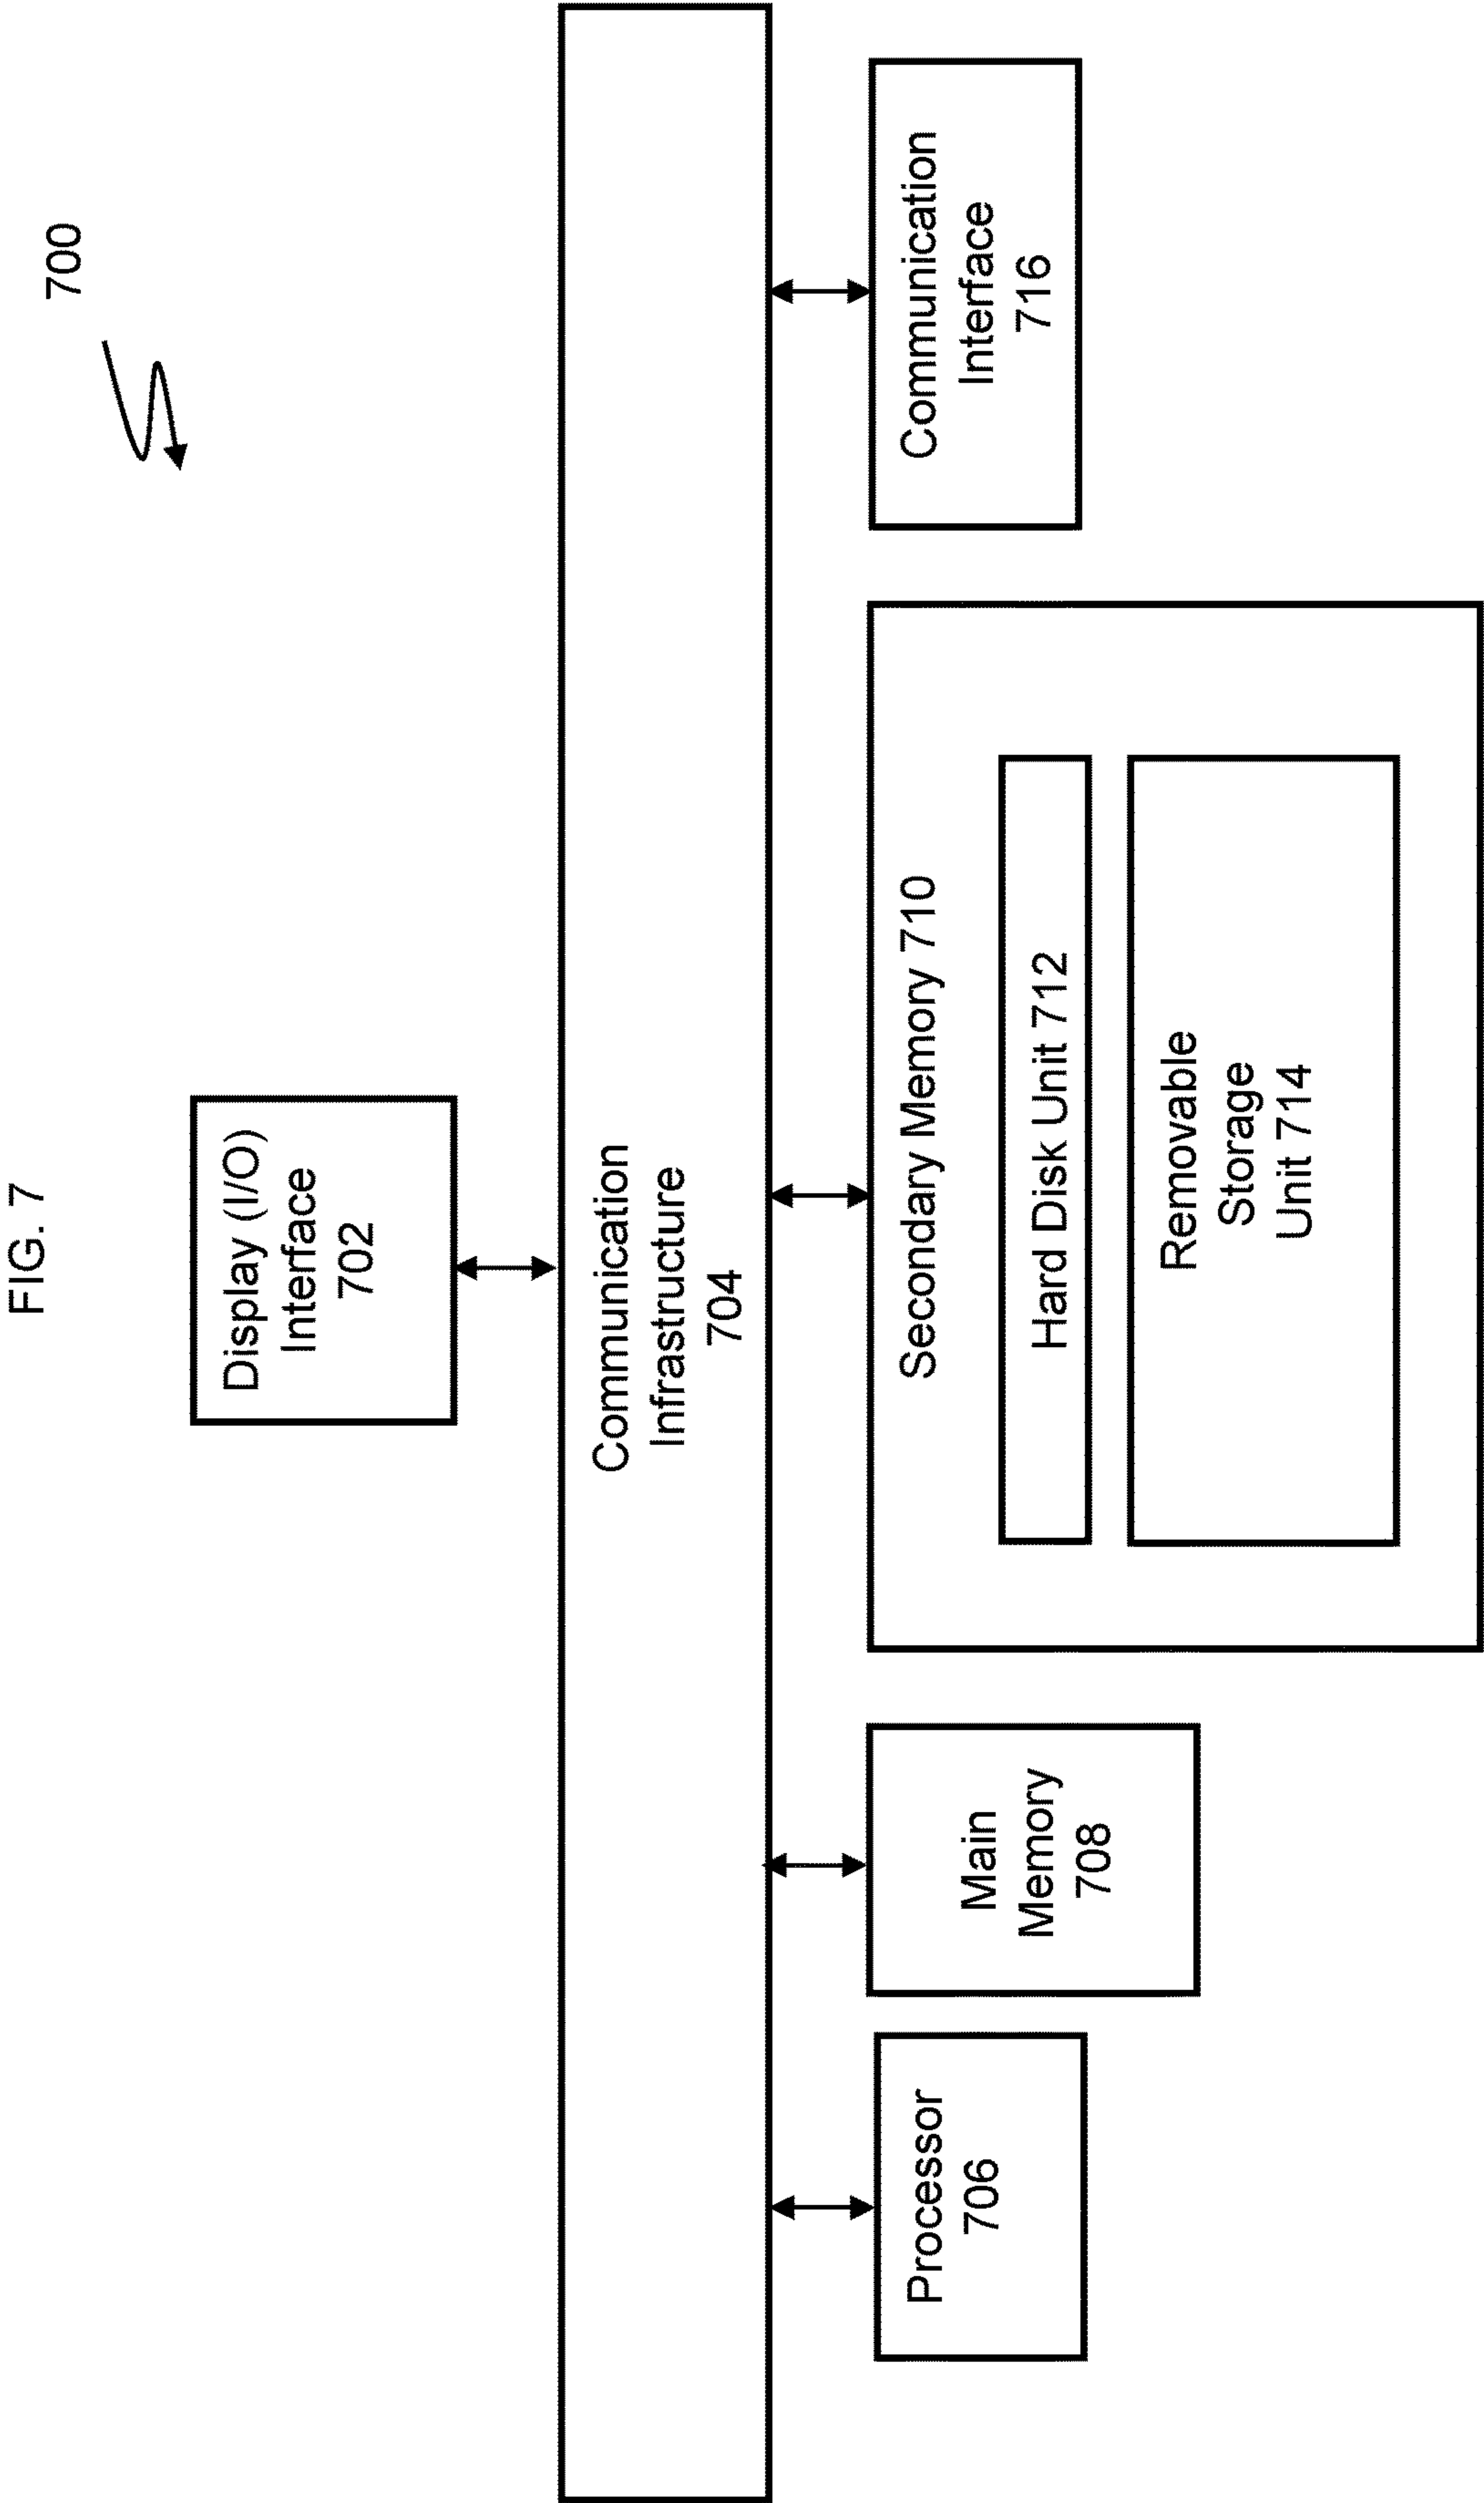 FIG. 7
700
Display (I/O)
Interface
702
Communication
Infrastructure
704
Processor
706
Main
Memory
708
Secondary Memory 710
Hard Disk Unit 712
Removable
Storage
Unit 714
Communication
Interface
716